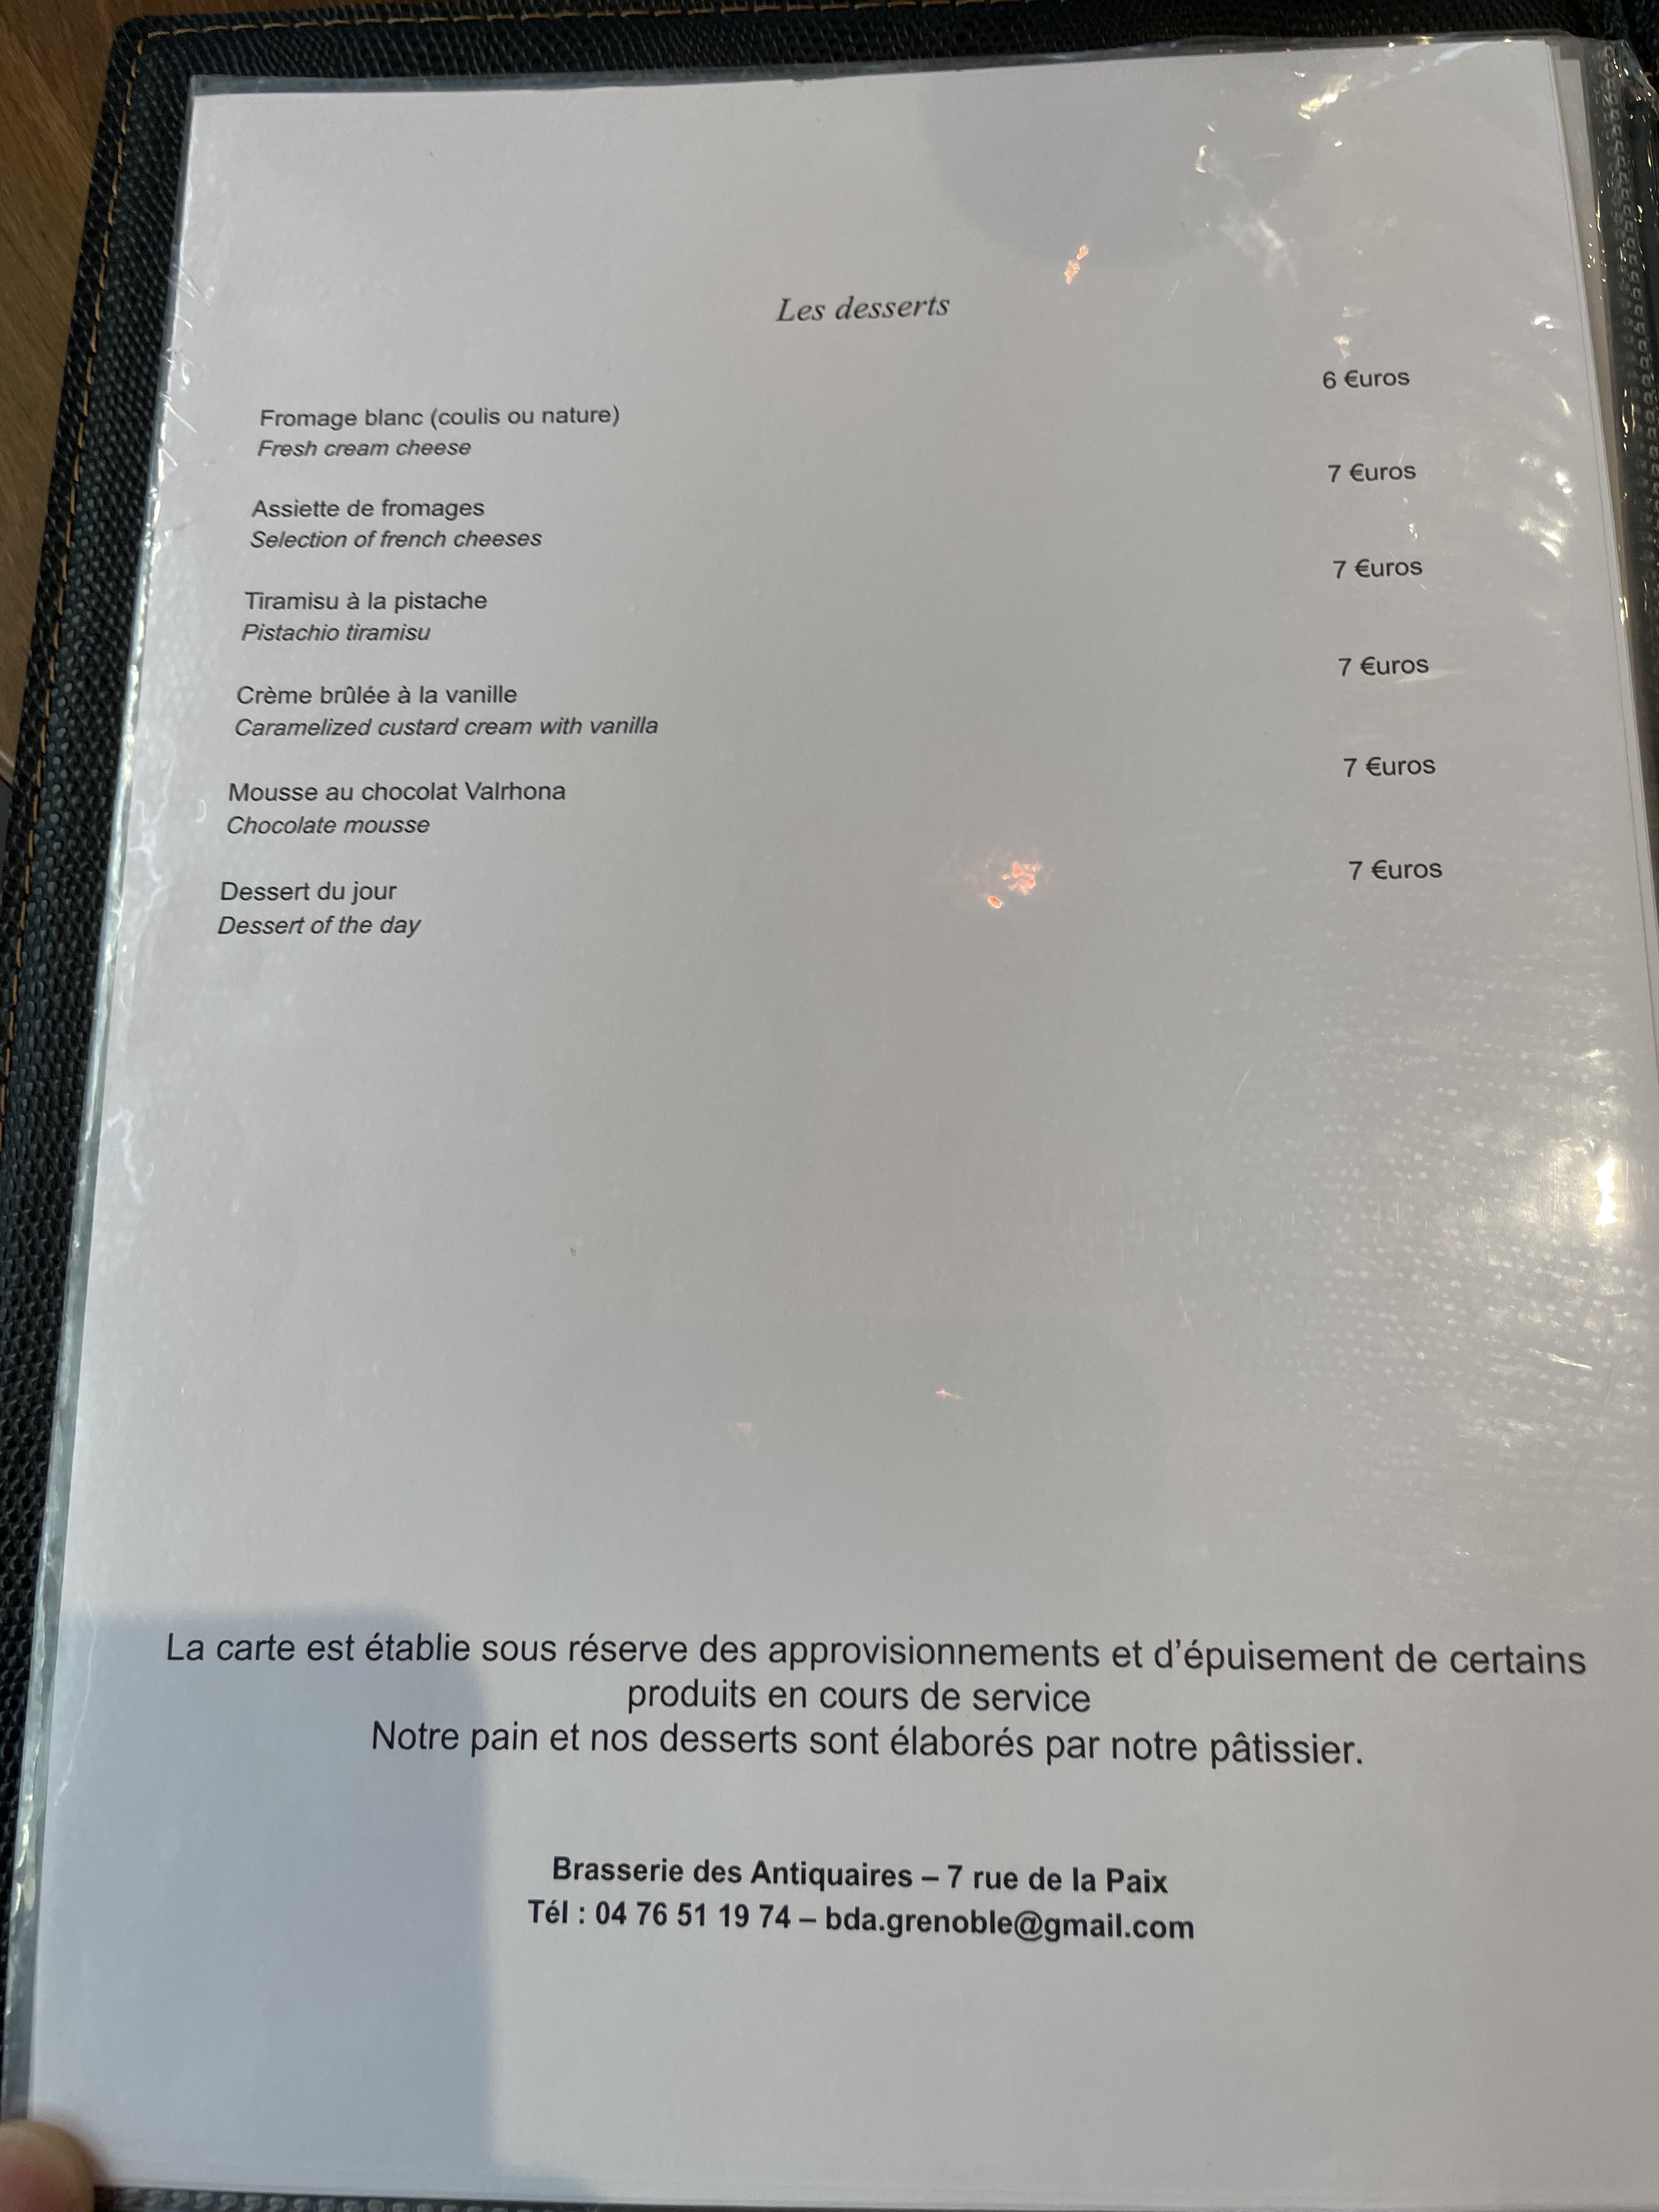 Les desserts
6 €uros
Fromage blanc (coulis ou nature)
Fresh cream cheese
7 €uros
Assiette de fromages
Selection of french cheeses
7 €uros
Tiramisu à la pistache
Pistachio tiramisu
7 €uros
Crème brûlée à la vanille
Caramelized custard cream with vanilla
7 €uros
Mousse au chocolat Valrhona
Chocolate mousse
7 €uros
Dessert du jour
Dessert of the day
La carte est établie sous réserve des approvisionnements et d'épuisement de certains
produits en cours de service
Notre pain et nos desserts sont élaborés par notre pâtissier.
Brasserie des Antiquaires – 7 rue de la Paix
Tél : 04 76 51 19 74 – bda.grenoble@gmail.com